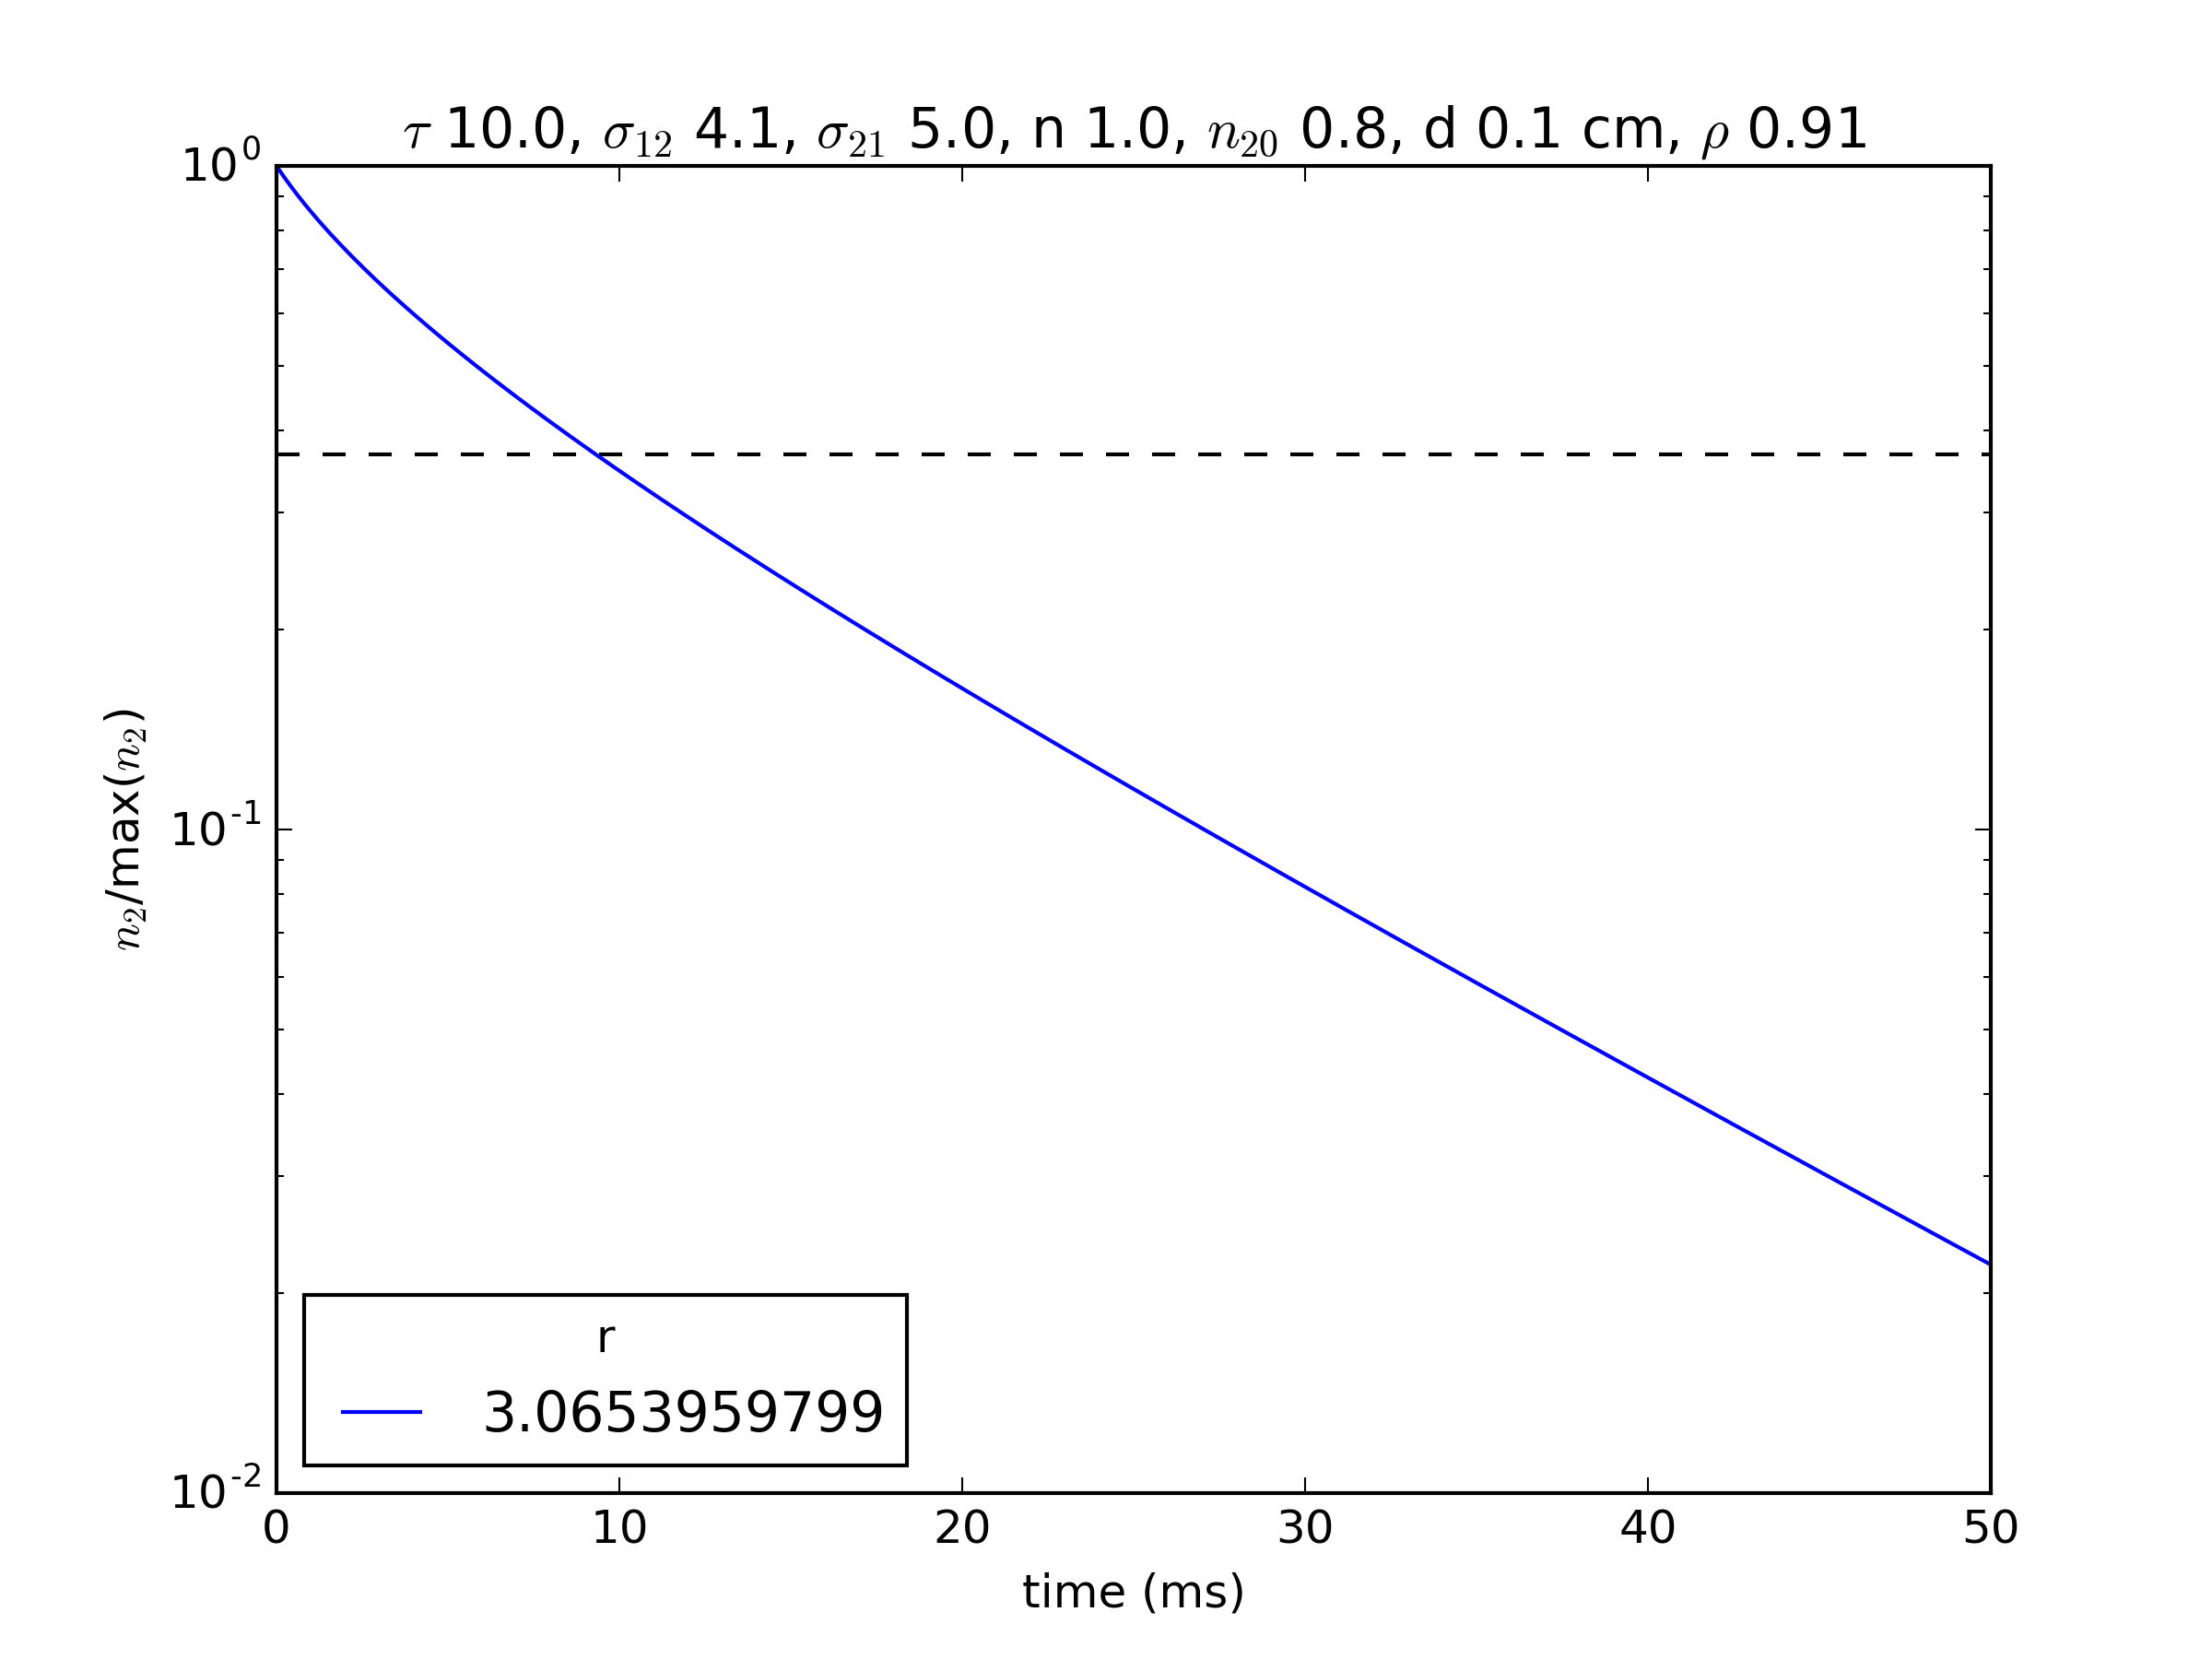 τ 10.0, σ₁₂ 4.1, σ₂₁ 5.0, n 1.0, n₂₀ 0.8, d 0.1 cm, ρ 0.91
10⁰
10⁻¹
10⁻²
n₂/max(n₂)
r
3.0653959799
0 10 20 30 40 50
time (ms)